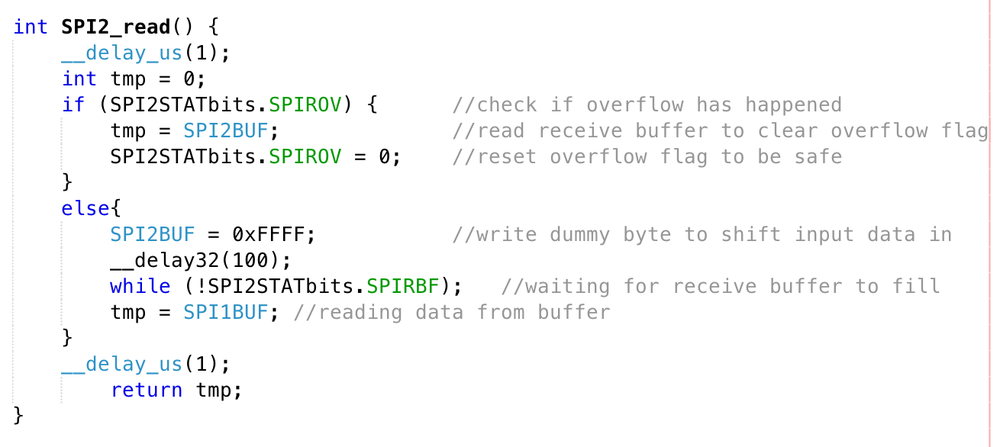 int SPI2_read() {
    __delay_us(1);
    int tmp = 0;
    if (SPI2STATbits.SPIROV) {      //check if overflow has happened
        tmp = SPI2BUF;              //read receive buffer to clear overflow flag
        SPI2STATbits.SPIROV = 0;    //reset overflow flag to be safe
    }
    else{
        SPI2BUF = 0xFFFF;           //write dummy byte to shift input data in
        __delay32(100);
        while (!SPI2STATbits.SPIRBF);   //waiting for receive buffer to fill
        tmp = SPI1BUF; //reading data from buffer
    }
    __delay_us(1);
        return tmp;
}